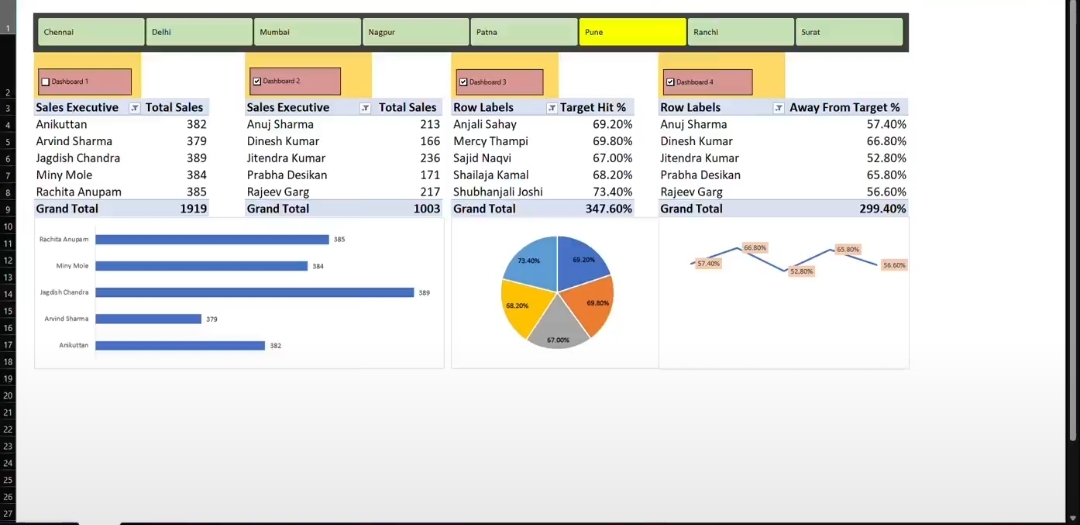 Chennai Delhi Mumbai Nagpur Patna Pune Ranchi Surat
Dashboard 1 Dashboard 2 Dashboard 3 Dashboard 4
Sales Executive Total Sales Sales Executive Total Sales Row Labels Target Hit % Row Labels Away From Target %
Anikuttan 382 Anuj Sharma 213 Anjali Sahay 69.20% Anuj Sharma 57.40%
Arvind Sharma 379 Dinesh Kumar 166 Mercy Thampi 69.80% Dinesh Kumar 66.80%
Jagdish Chandra 389 Jitendra Kumar 236 Sajid Naqvi 67.00% Jitendra Kumar 52.80%
Miny Mole 384 Prabha Desikan 171 Shailaja Kamal 68.20% Prabha Desikan 65.80%
Rachita Anupam 385 Rajeev Garg 217 Shubhanjali Joshi 73.40% Rajeev Garg 56.60%
Grand Total 1919 Grand Total 1003 Grand Total 347.60% Grand Total 299.40%
Rachita Anupam 385
Miny Mole 384
Jagdish Chandra 389
Arvind Sharma 379
Anikuttan 382
73.40% 69.20%
68.20% 69.80%
67.00%
57.40% 66.80% 52.80% 65.80% 56.60%
1
2
3
4
5
6
7
8
9
10
11
12
13
14
15
16
17
18
19
20
21
22
23
24
25
26
27